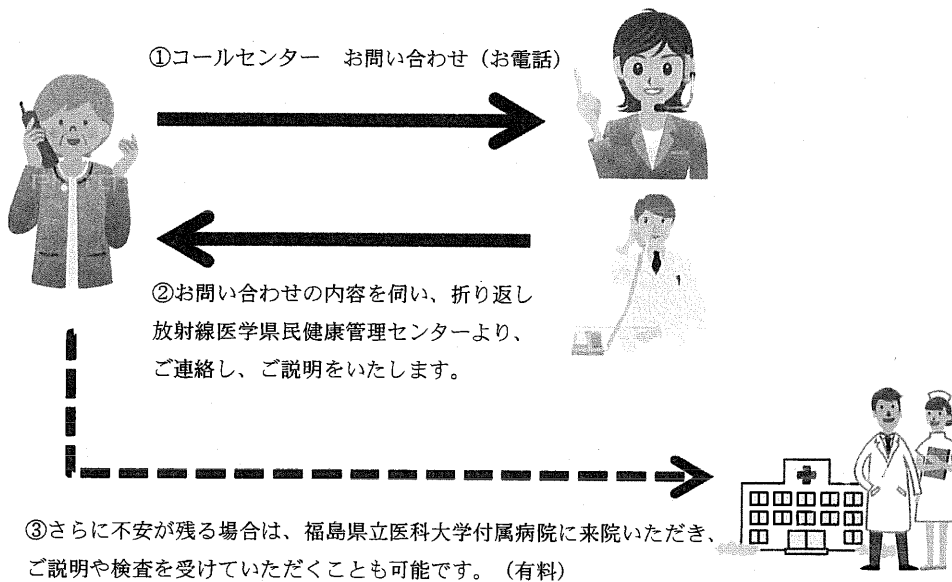 ①コールセンター　お問い合わせ（お電話）
②お問い合わせの内容を伺い、折り返し
放射線医学県民健康管理センターより、
ご連絡し、ご説明をいたします。
③さらに不安が残る場合は、福島県立医科大学付属病院に来院いただき、
ご説明や検査を受けていただくことも可能です。（有料）